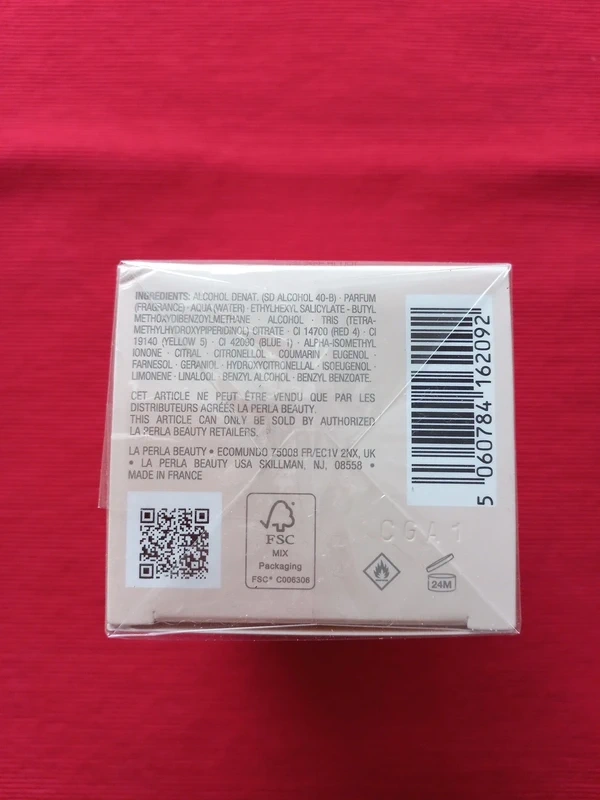 INGREDIENTS: ALCOHOL DENAT. (SD ALCOHOL 40-B) · PARFUM
(FRAGRANCE) · AQUA (WATER) · ETHYLHEXYL SALICYLATE · BUTYL
METHOXYDIBENZOYLMETHANE · ALCOHOL · TRIS (TETRA-
METHYLHYDROXYPIPERIDINOL) CITRATE · CI 14700 (RED 4) · CI
19140 (YELLOW 5) · CI 42090 (BLUE 1) · ALPHA-ISOMETHYL
IONONE · CITRAL · CITRONELLOL · COUMARIN · EUGENOL ·
FARNESOL · GERANIOL · HYDROXYCITRONELLAL · ISOEUGENOL ·
LIMONENE · LINALOOL · BENZYL ALCOHOL · BENZYL BENZOATE.
CET ARTICLE NE PEUT ÊTRE VENDU QUE PAR LES
DISTRIBUTEURS AGRÉÉS LA PERLA BEAUTY.
THIS ARTICLE CAN ONLY BE SOLD BY AUTHORIZED
LA PERLA BEAUTY RETAILERS.
LA PERLA BEAUTY • ECOMUNDO 75008 FR/EC1V 2NX, UK
• LA PERLA BEAUTY USA SKILLMAN, NJ, 08558 •
MADE IN FRANCE
5 060784 162092
FSC
MIX
Packaging
FSC® C006306
CGA1
24M